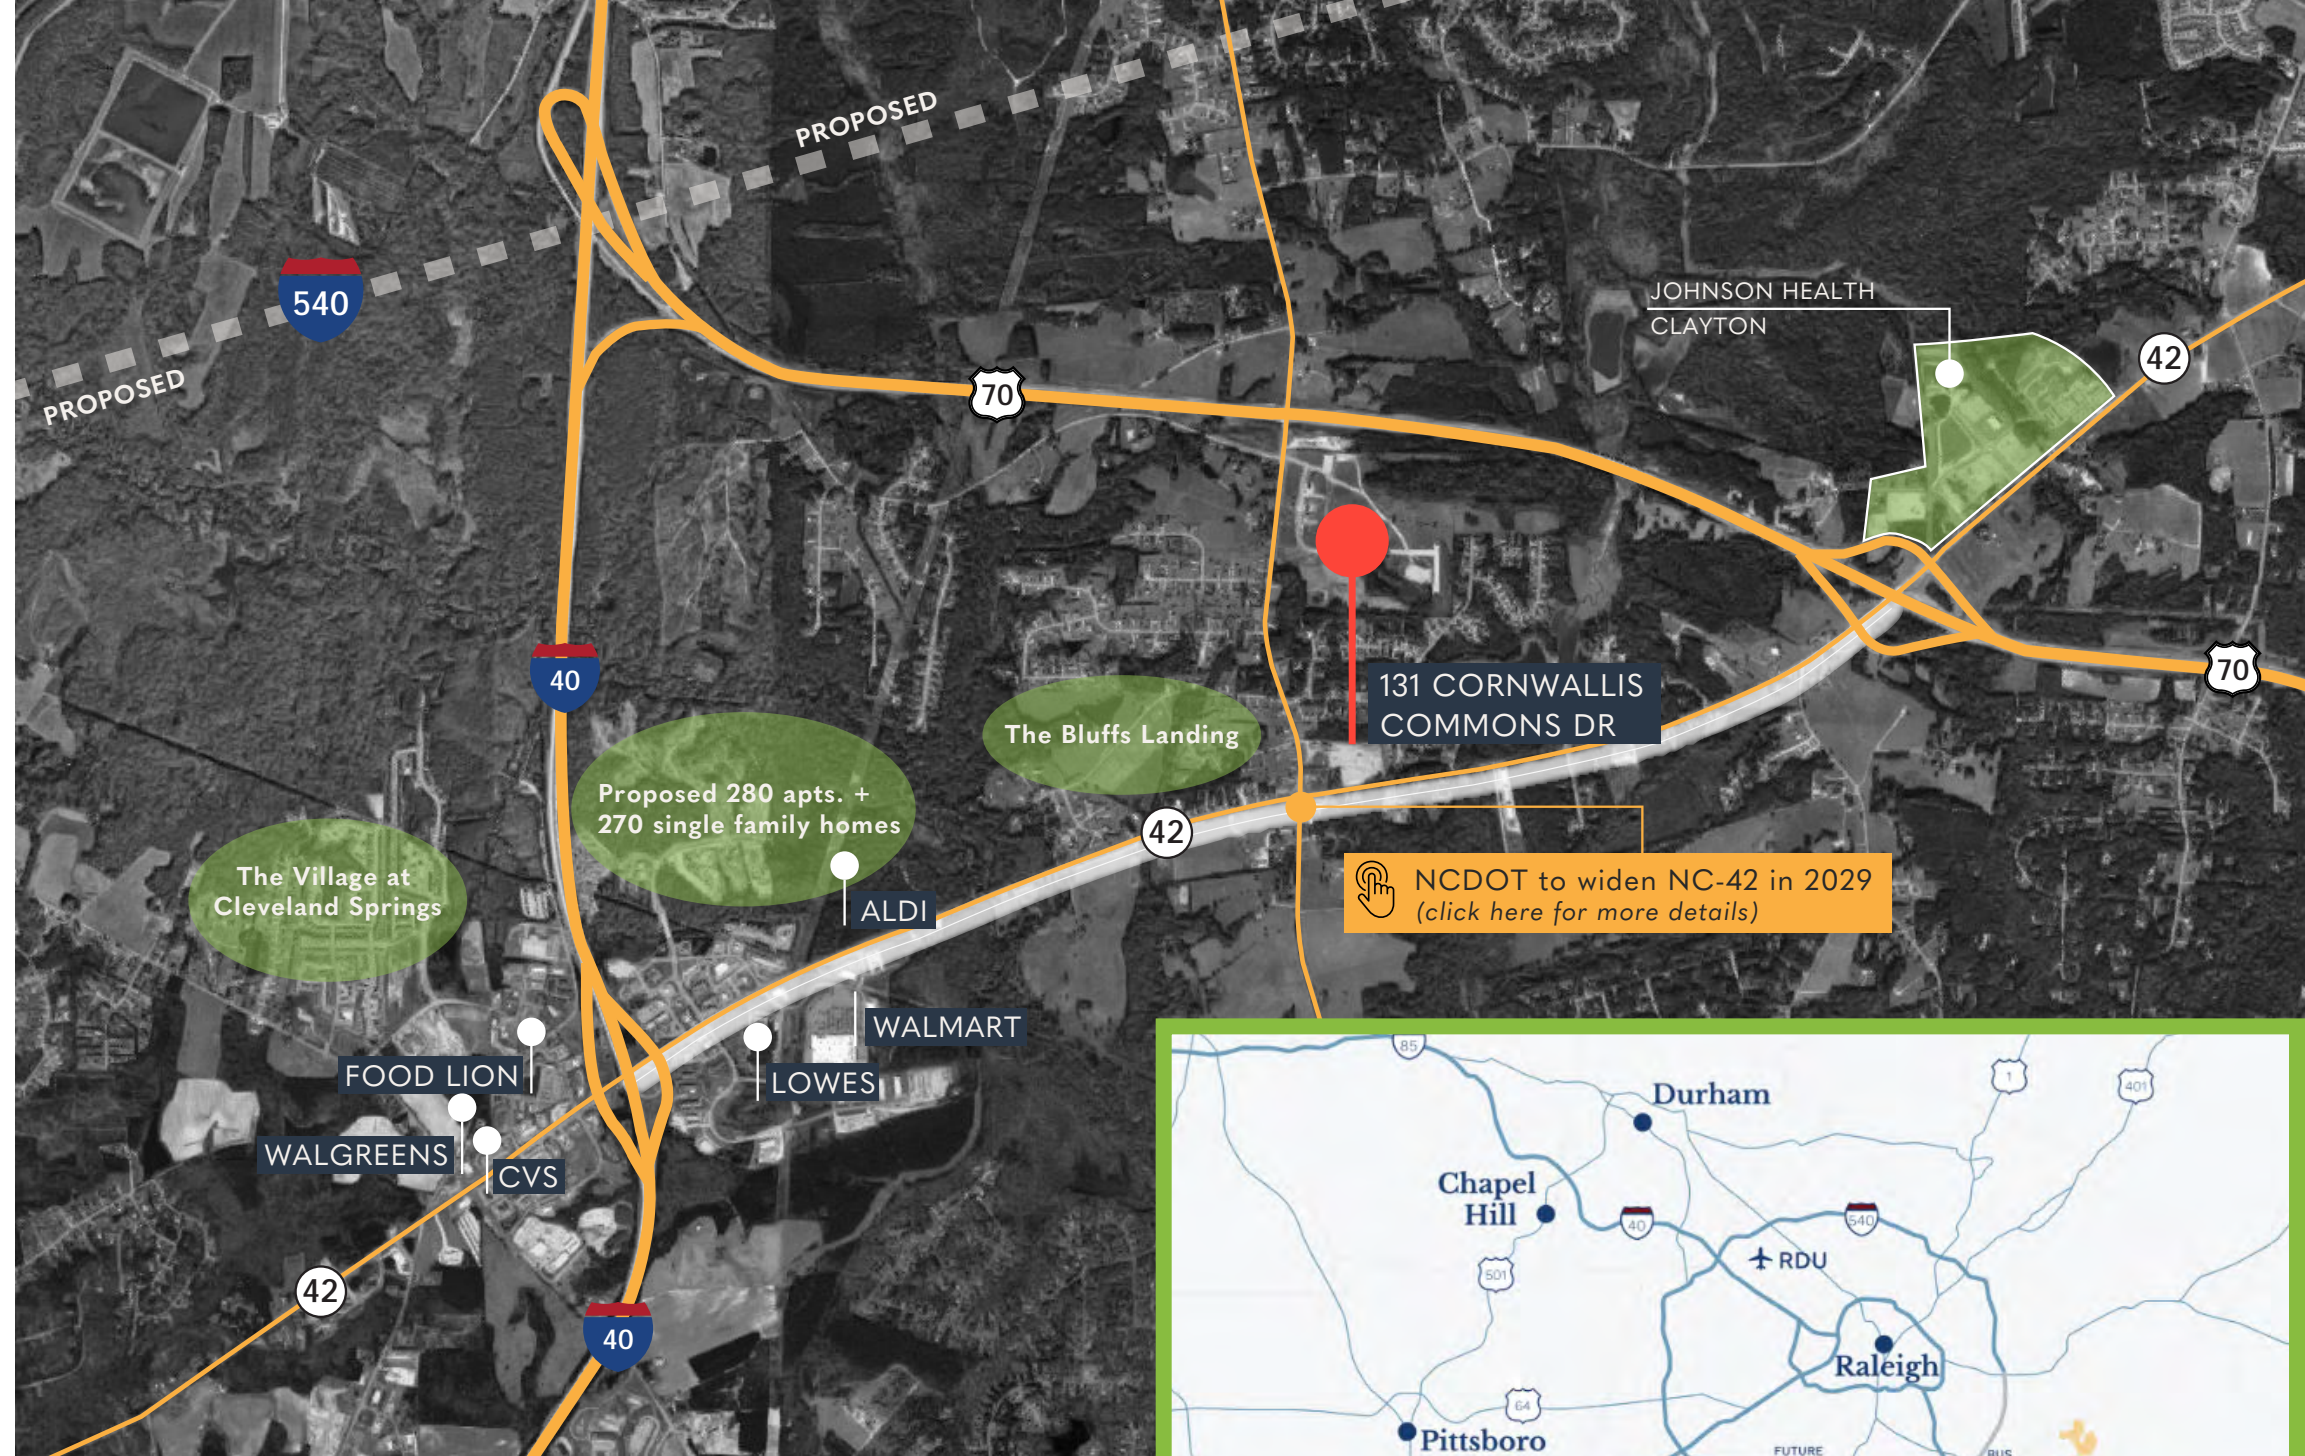 PROPOSED
540
PROPOSED
JOHNSON HEALTH
CLAYTON
42
70
40
70
131 CORNWALLIS
COMMONS DR
The Bluffs Landing
Proposed 280 apts. +
270 single family homes
42
The Village at
Cleveland Springs
ALDI
NCDOT to widen NC-42 in 2029
(click here for more details)
WALMART
FOOD LION
LOWES
WALGREENS
CVS
42
40
85
Durham
1
401
Chapel
Hill
40
540
RDU
501
Raleigh
64
Pittsboro
FUTURE
BUS